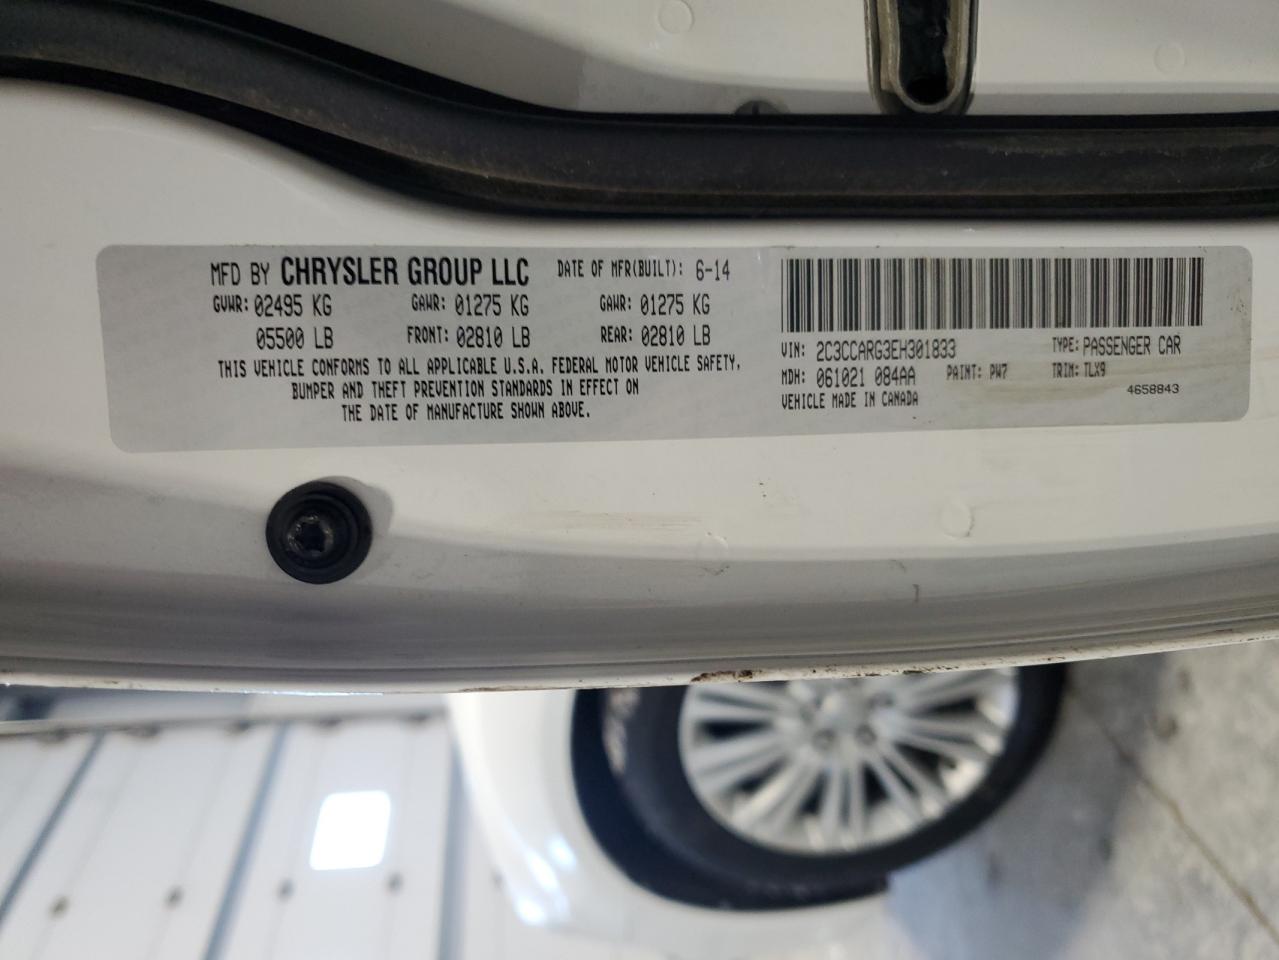 MFD BY CHRYSLER GROUP LLC DATE OF MFR(BUILT): 6-14
GVWR: 02495 KG GAWR: 01275 KG GAWR: 01275 KG
05500 LB FRONT: 02810 LB REAR: 02810 LB
THIS VEHICLE CONFORMS TO ALL APPLICABLE U.S.A. FEDERAL MOTOR VEHICLE SAFETY,
BUMPER AND THEFT PREVENTION STANDARDS IN EFFECT ON
THE DATE OF MANUFACTURE SHOWN ABOVE.
VIN: 2C3CCARG3EH301833 TYPE: PASSENGER CAR
MDH: 061021 084AA PAINT: PW7 TRIM: TLX9
VEHICLE MADE IN CANADA 4658843